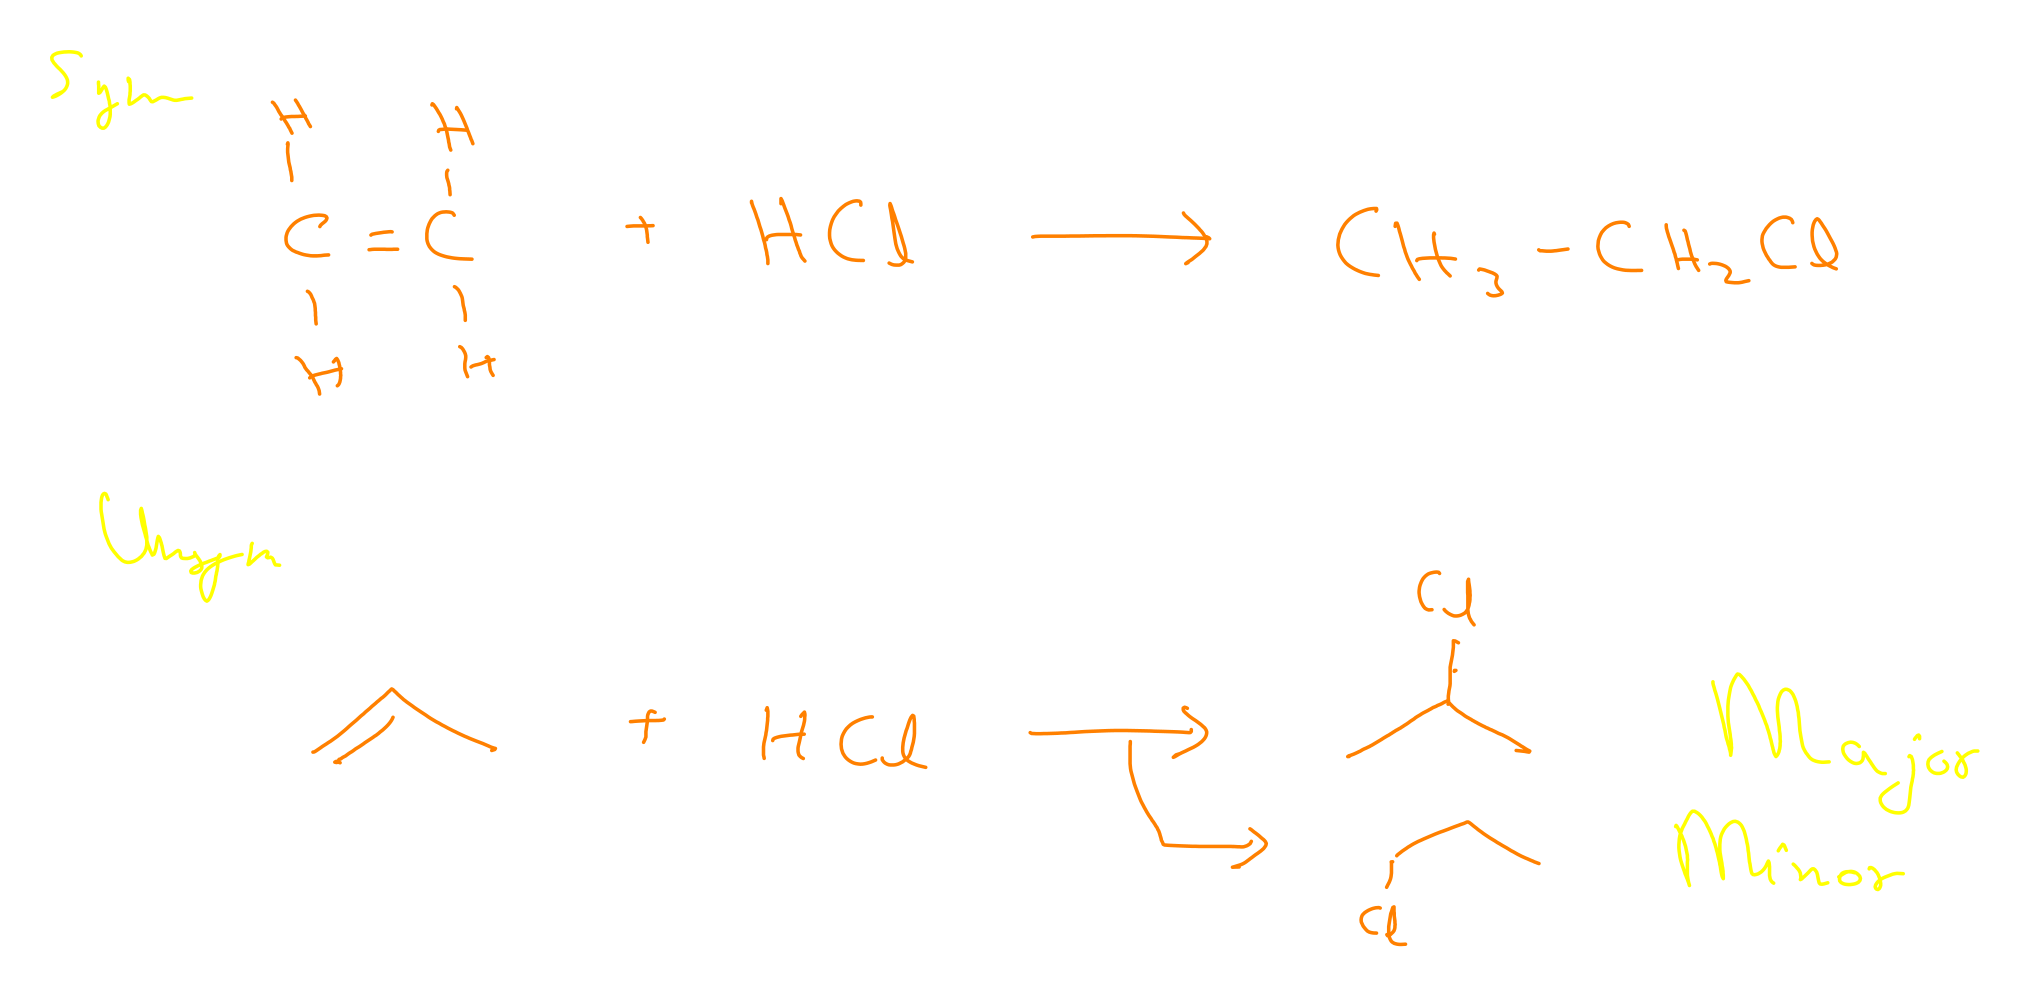 Sym
H H
C = C + HCl → CH₃ - CH₂Cl
H H
Unsym
Cl
+ HCl → Major
Minor
Cl